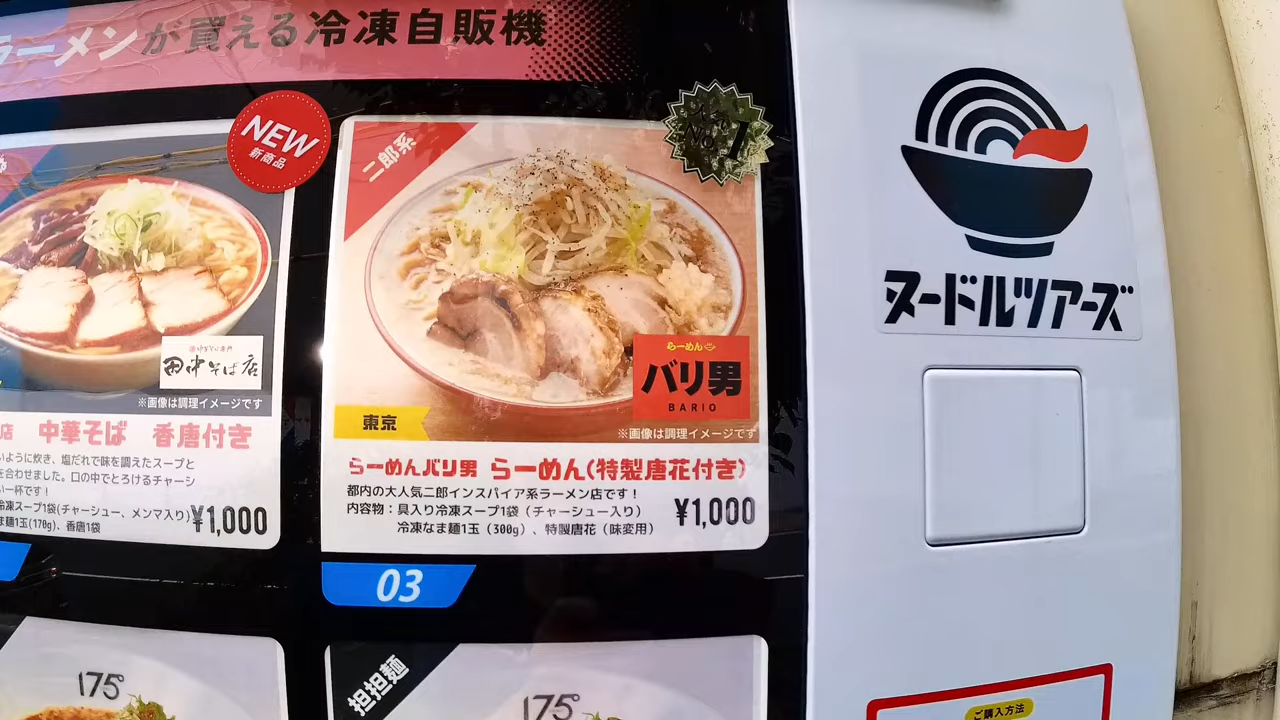 ラーメンが買える冷凍自販機
NEW
新商品
田中そば店
※画像は調理イメージです
店 中華そば 香唐付き
いように炊き、塩だれで味を調えたスープと
を合わせました。口の中でとろけるチャーシ
い一杯です！
冷凍スープ1袋(チャーシュー、メンマ入り)
ま麺1玉(170g)、香唐1袋
¥1,000
二郎系
人気
No.1
らーめん
バリ男
BARIO
東京
※画像は調理イメージです
らーめんバリ男 らーめん(特製唐花付き)
都内の大人気二郎インスパイア系ラーメン店です！
内容物：具入り冷凍スープ1袋（チャーシュー入り）
冷凍なま麺1玉（300g）、特製唐花（味変用）
¥1,000
03
175°
担担麺
175°
ヌードルツアーズ
ご購入方法